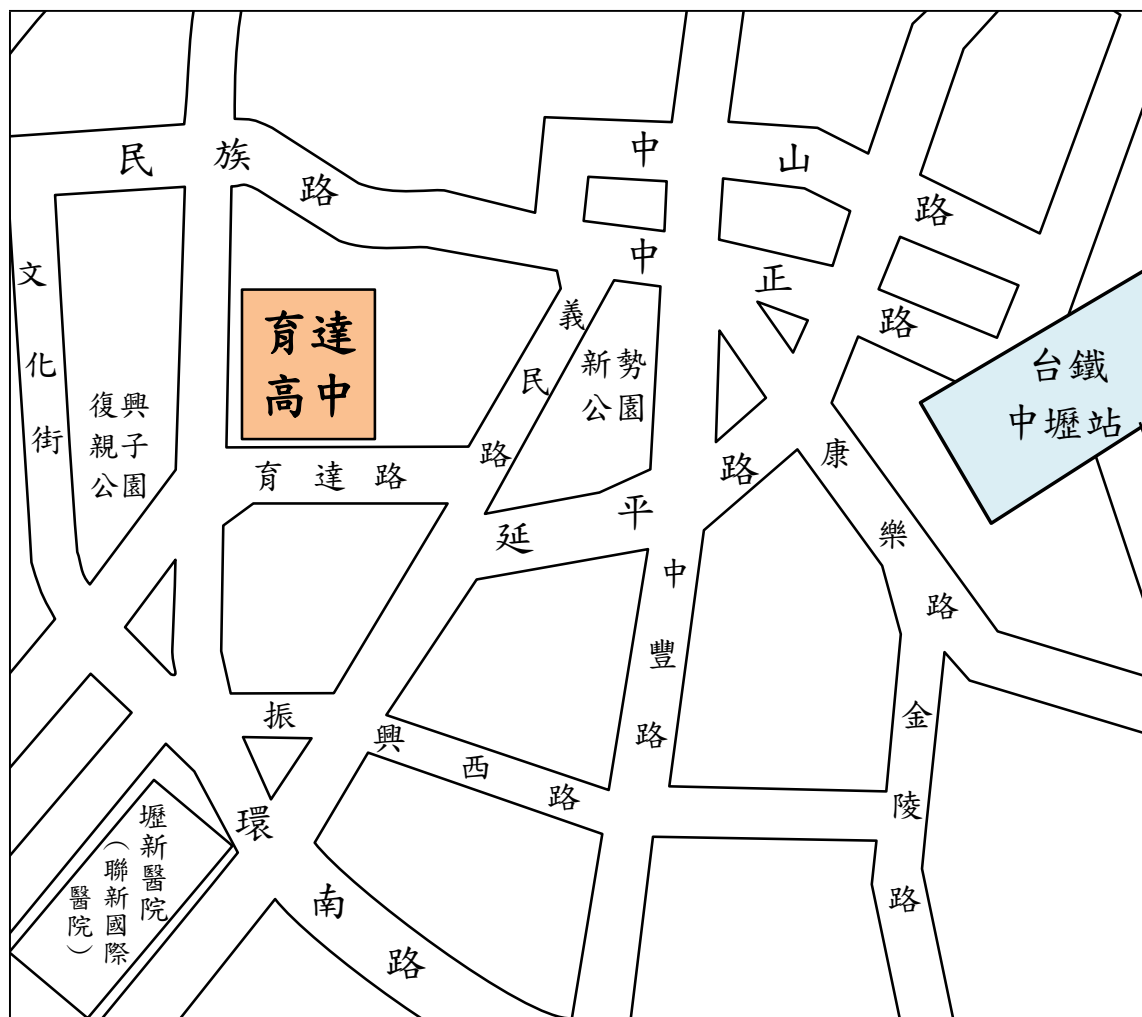 民族路
中山路
中正路
文化街
育達
高中
義民路
新勢
公園
台鐵
中壢站
復興
親子
公園
育達路
延平路
康樂路
中豐路
金陵路
振興西路
環南路
壢新醫院
（聯新國際
醫院）